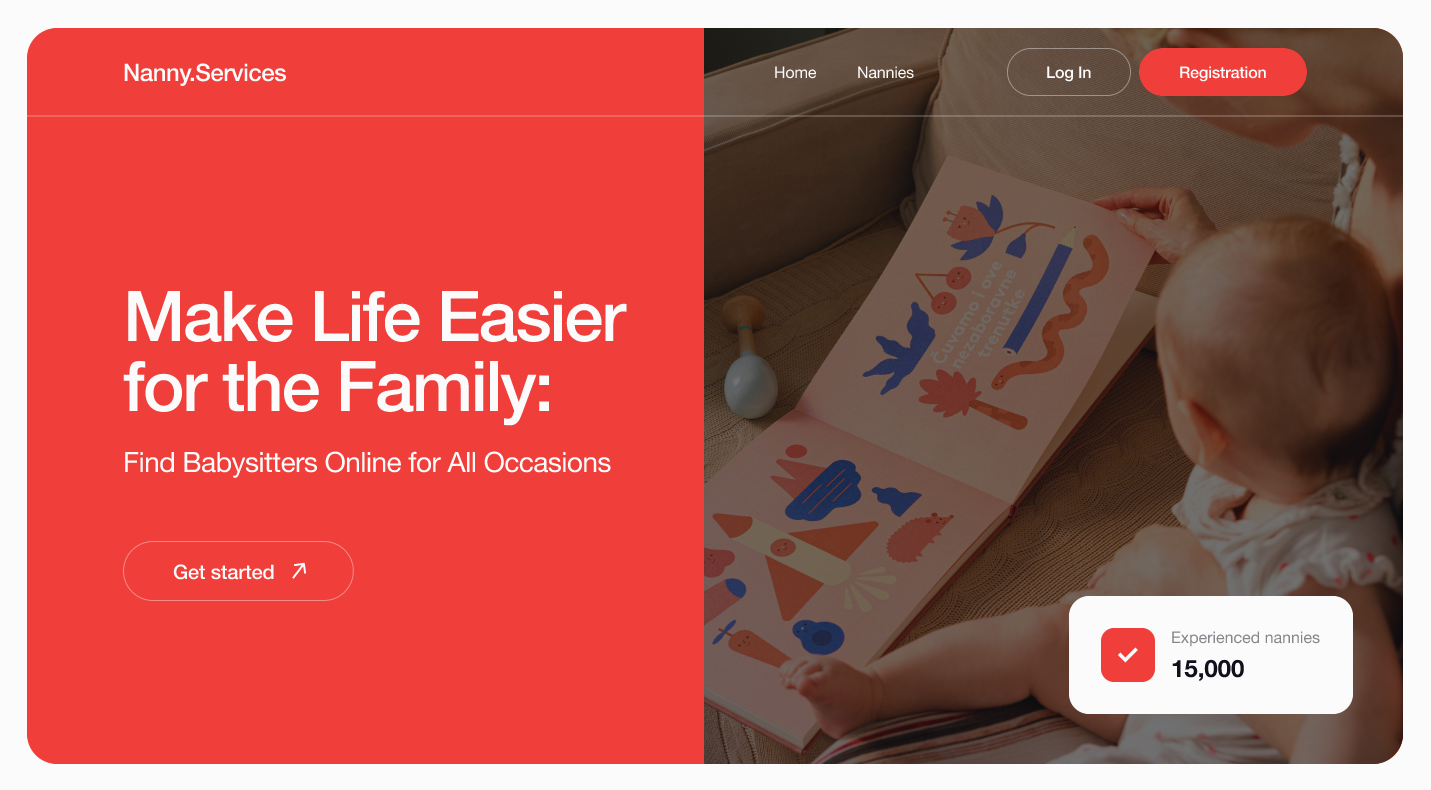 Nanny.Services
Home
Nannies
Log In
Registration
Make Life Easier
for the Family:
Find Babysitters Online for All Occasions
Get started
Čuvamo i ove
nezaboravne
trenutke
Experienced nannies
15,000